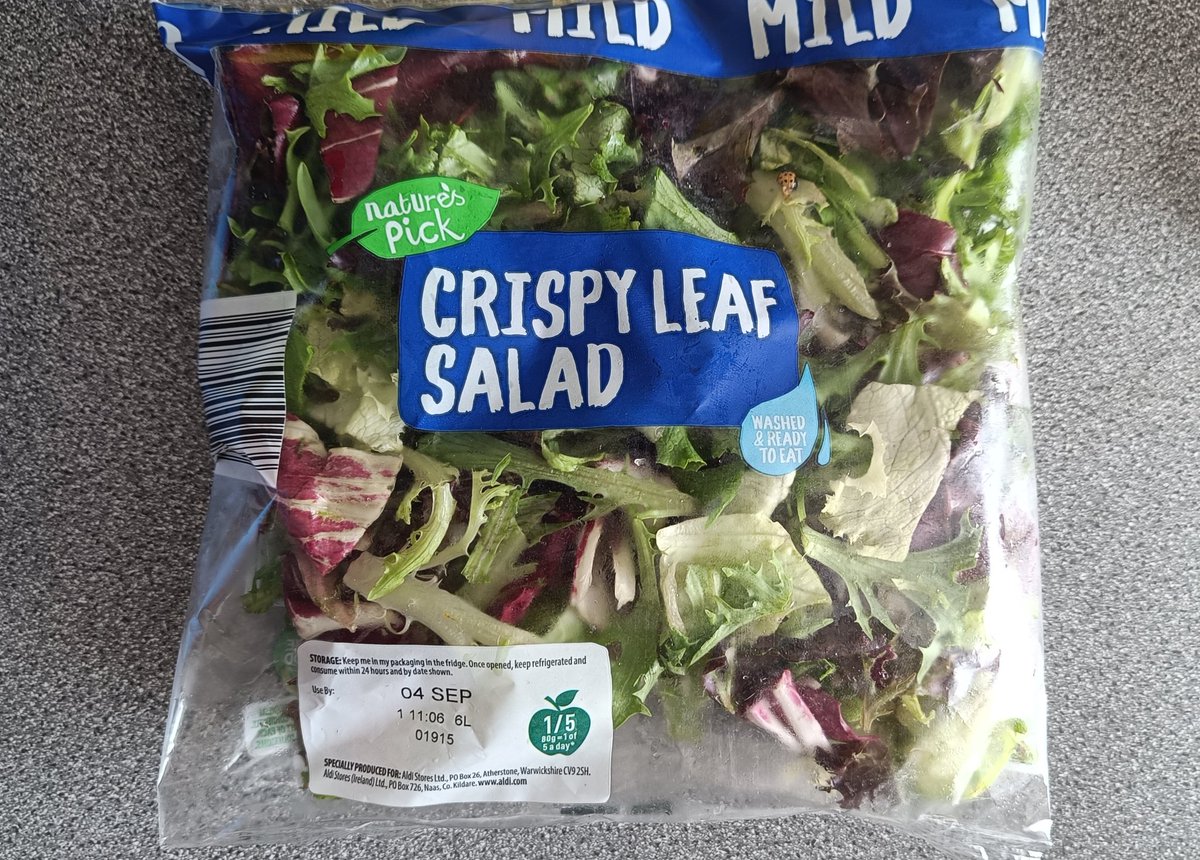 MILD MILD MILD
nature's
pick
CRISPY LEAF
SALAD
WASHED
& READY
TO EAT
STORAGE: Keep me in my packaging in the fridge. Once opened, keep refrigerated and
consume within 24 hours and by date shown.
Use By:
04 SEP
1 11:06 6L
01915
1/5
80g=1 of
5 a day*
SPECIALLY PRODUCED FOR: Aldi Stores Ltd., PO Box 26, Atherstone, Warwickshire CV9 2SH.
Aldi Stores (Ireland) Ltd., PO Box 726, Naas, Co. Kildare. www.aldi.com